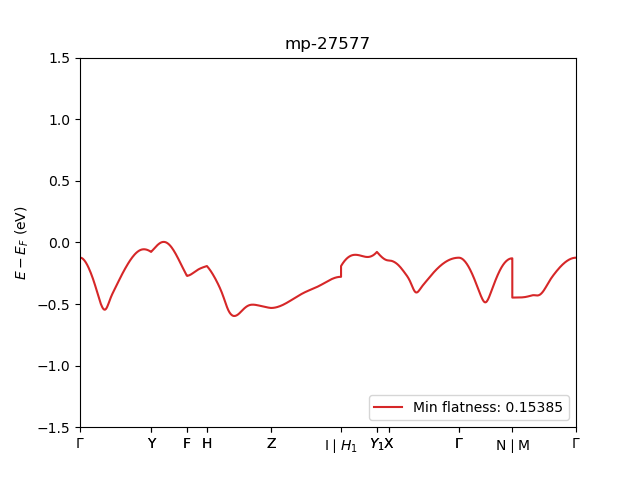 mp-27577
E − E_F (eV)
1.5
1.0
0.5
0.0
−0.5
−1.0
−1.5
Min flatness: 0.15385
Γ Y F H Z I | H₁ Y₁ X Γ N | M Γ